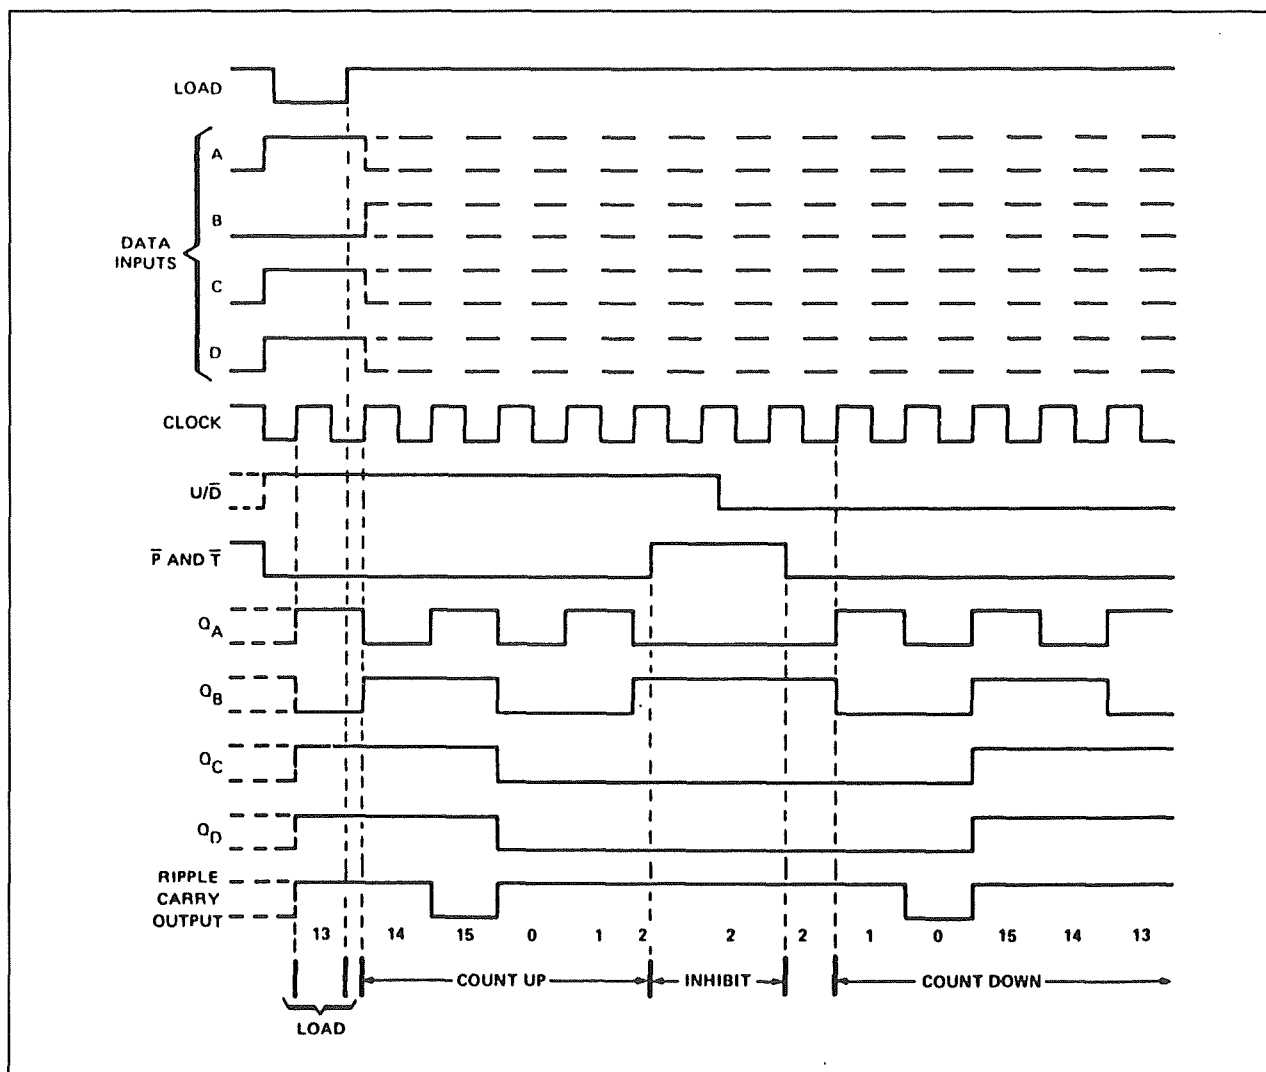 LOAD
A
B
DATA
INPUTS
C
D
CLOCK
U/D̅
P̅ AND T̅
QA
QB
QC
QD
RIPPLE
CARRY
OUTPUT
13 14 15 0 1 2 2 2 1 0 15 14 13
COUNT UP INHIBIT COUNT DOWN
LOAD